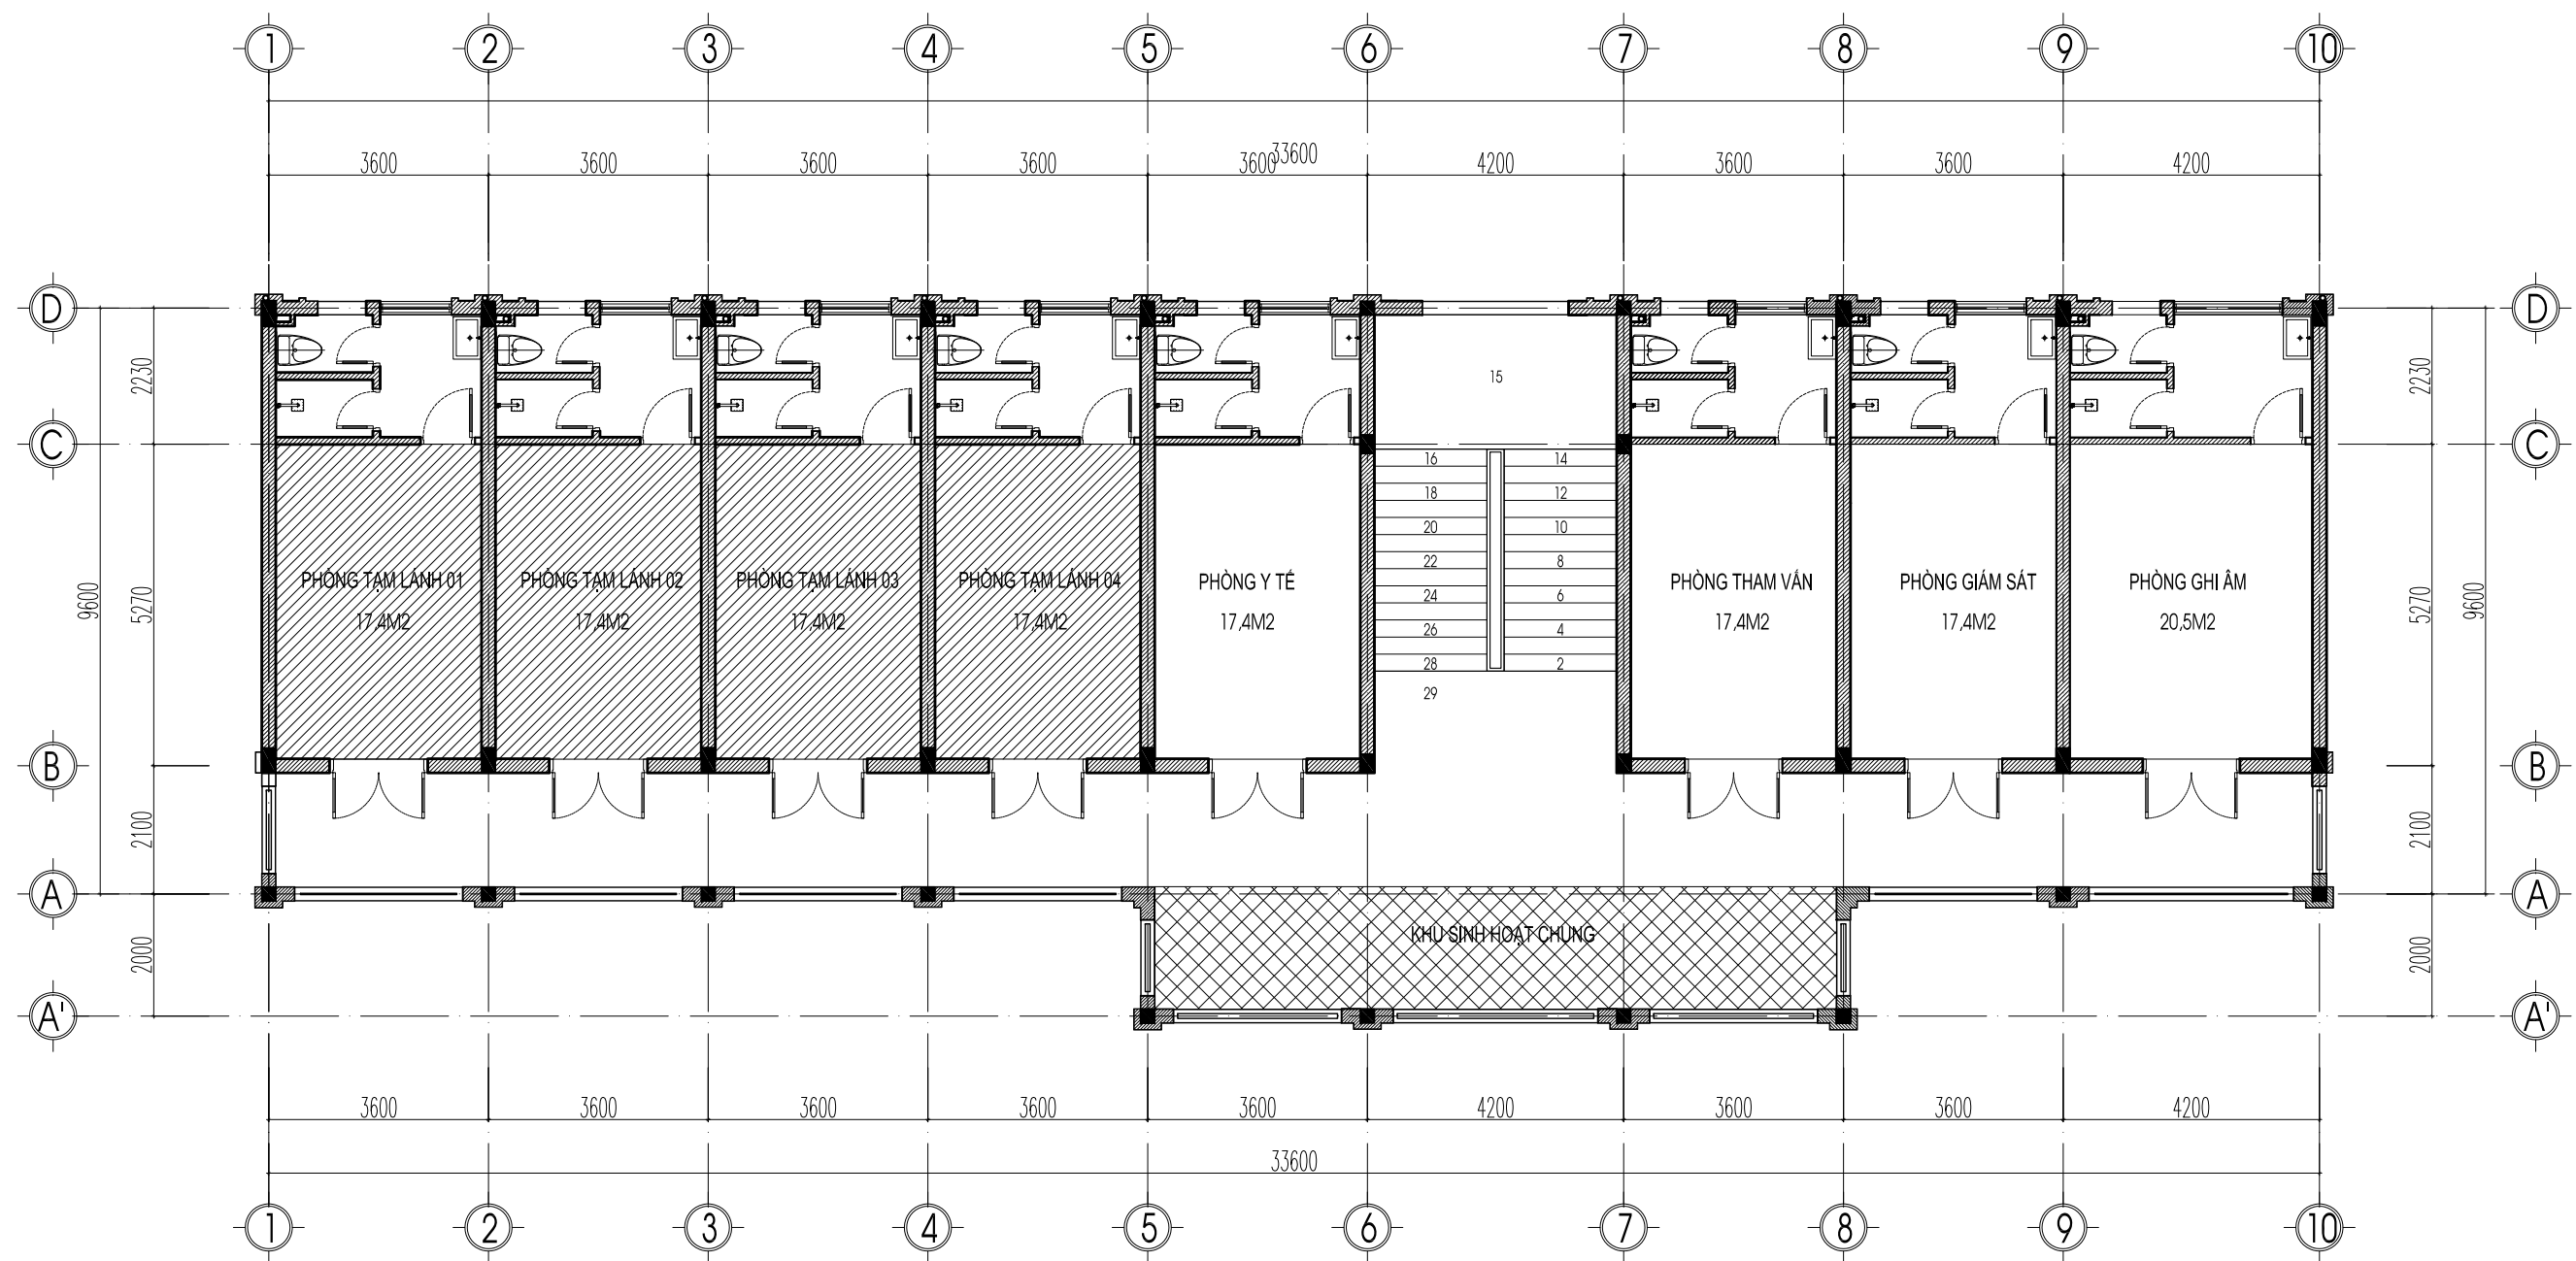 1 2 3 4 5 6 7 8 9 10
33600
3600 3600 3600 3600 3600 4200 3600 3600 4200
D D
2230 2230
15
C C
16 14
18 12
20 10
22 8
24 6
26 4
28 2
29
9600 5270 5270 9600
PHÒNG TẠM LÁNH 01 PHÒNG TẠM LÁNH 02 PHÒNG TẠM LÁNH 03 PHÒNG TẠM LÁNH 04 PHÒNG Y TẾ PHÒNG THAM VẤN PHÒNG GIÁM SÁT PHÒNG GHI ÂM
17,4M2 17,4M2 17,4M2 17,4M2 17,4M2 17,4M2 17,4M2 20,5M2
B B
2100 2100
A A
KHU SINH HOẠT CHUNG
2000 2000
A' A'
3600 3600 3600 3600 3600 4200 3600 3600 4200
33600
1 2 3 4 5 6 7 8 9 10